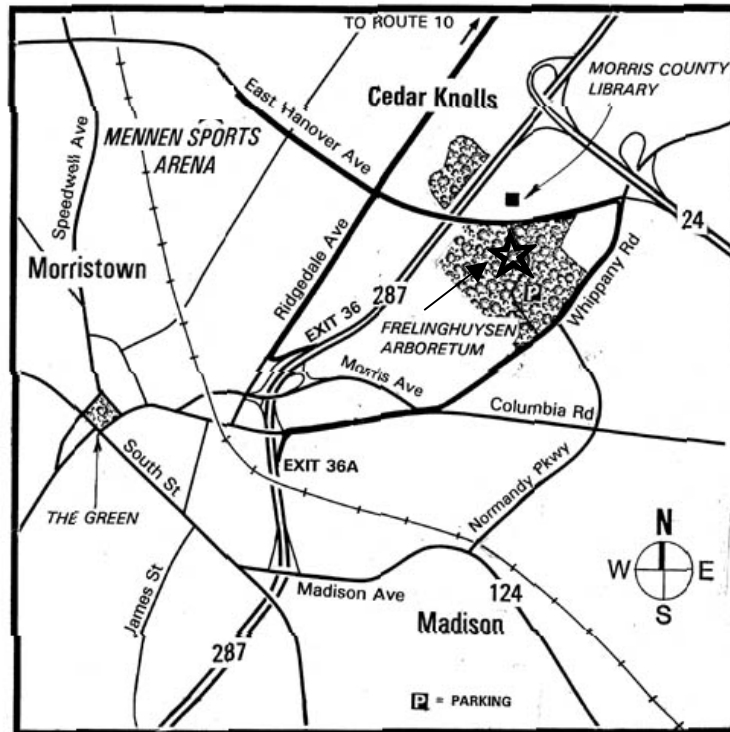 TO ROUTE 10
Cedar Knolls
MORRIS COUNTY
LIBRARY
East Hanover Ave
MENNEN SPORTS
ARENA
Speedwell Ave
24
Morristown
Ridgedale Ave
Whippany Rd
287
EXIT 36
P
FRELINGHUYSEN
ARBORETUM
Morris Ave
Columbia Rd
South St
EXIT 36A
Normandy Pkwy
THE GREEN
N
W
E
S
Madison Ave
124
James St
Madison
287
P = PARKING